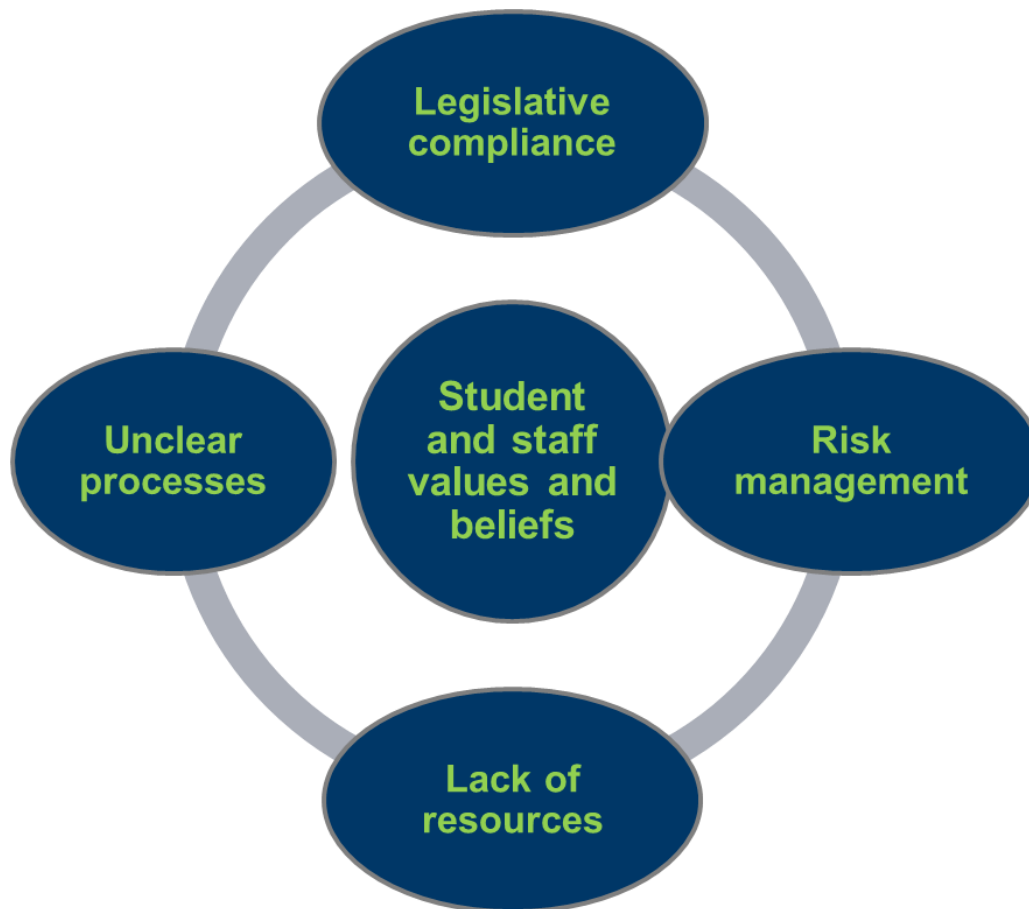 Legislative
compliance
Unclear
processes
Student
and staff
values and
beliefs
Risk
management
Lack of
resources